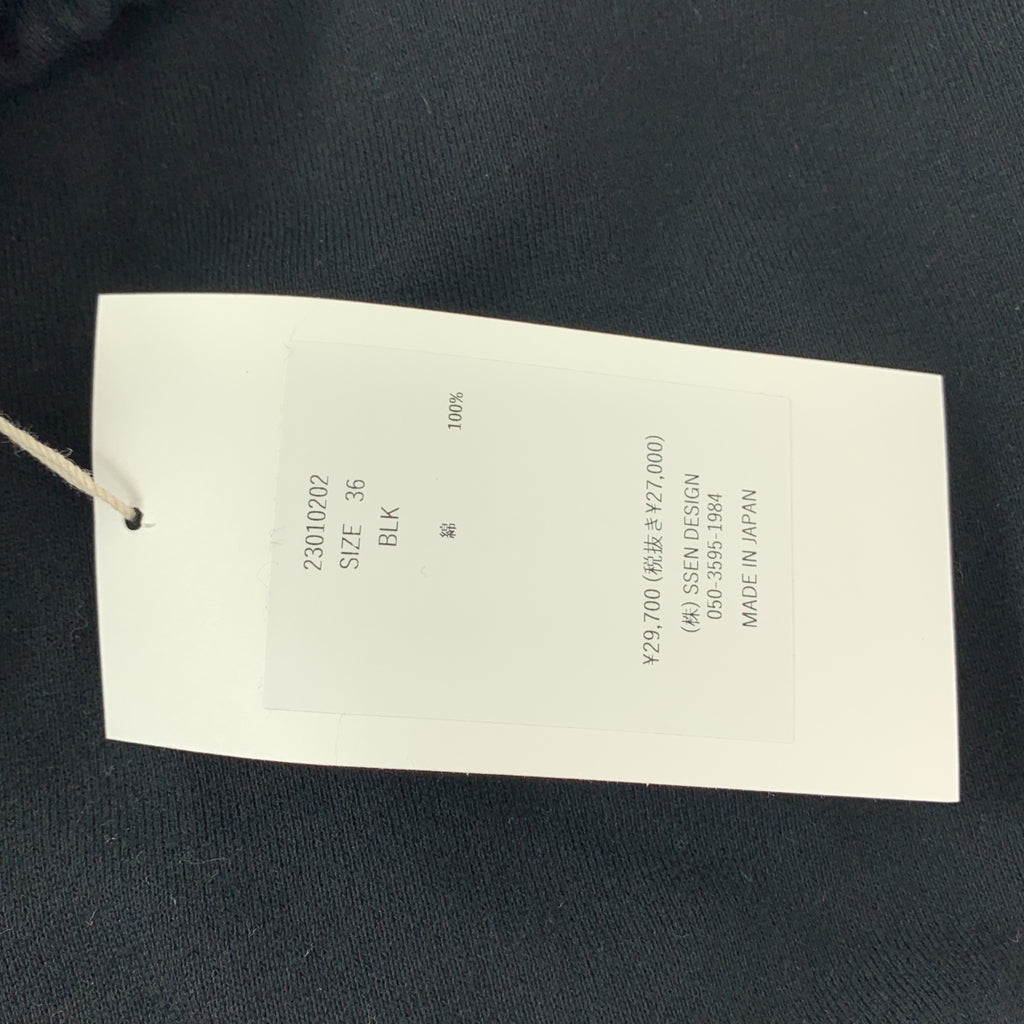 23010202
SIZE 36
BLK
綿 100%
¥29,700 (税抜き¥27,000)
(株) SSEN DESIGN
050-3595-1984
MADE IN JAPAN